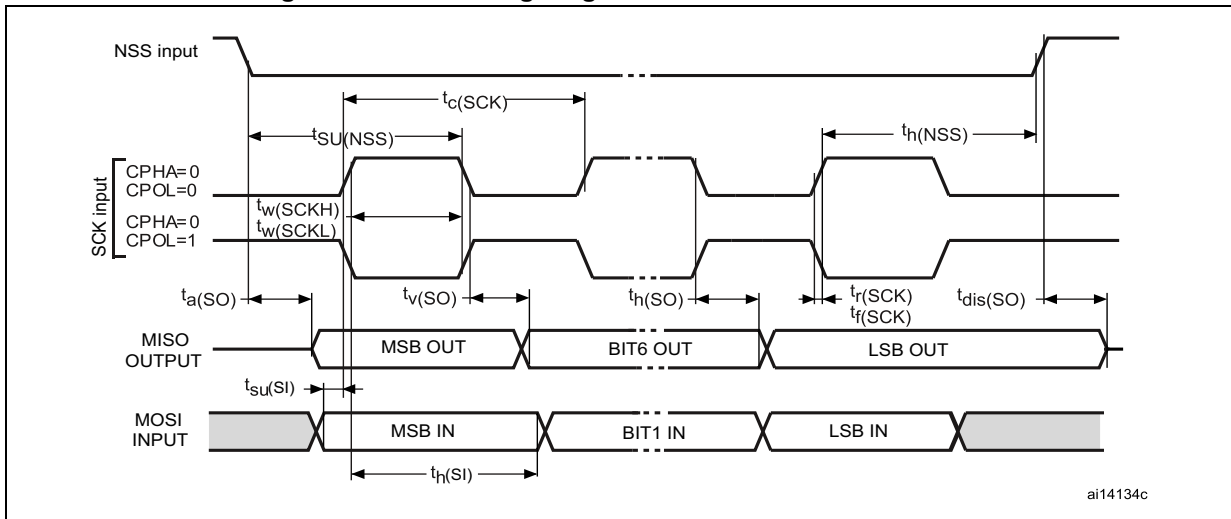 NSS input
tc(SCK)
tSU(NSS)
th(NSS)
SCK input
CPHA=0
CPOL=0
tw(SCKH)
CPHA=0
tw(SCKL)
CPOL=1
ta(SO)
tv(SO)
th(SO)
tr(SCK)
tf(SCK)
tdis(SO)
MISO
OUTPUT
MSB OUT
BIT6 OUT
LSB OUT
tsu(SI)
MOSI
INPUT
MSB IN
BIT1 IN
LSB IN
th(SI)
ai14134c